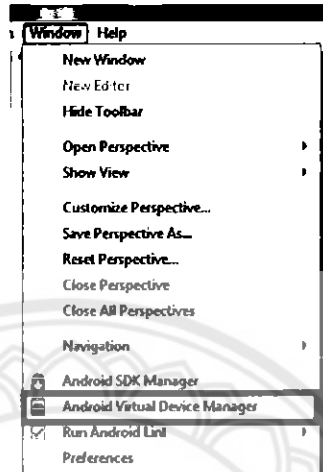 Window Help
New Window
New Editor
Hide Toolbar
Open Perspective
Show View
Customize Perspective...
Save Perspective As...
Reset Perspective...
Close Perspective
Close All Perspectives
Navigation
Android SDK Manager
Android Virtual Device Manager
Run Android Lint
Preferences